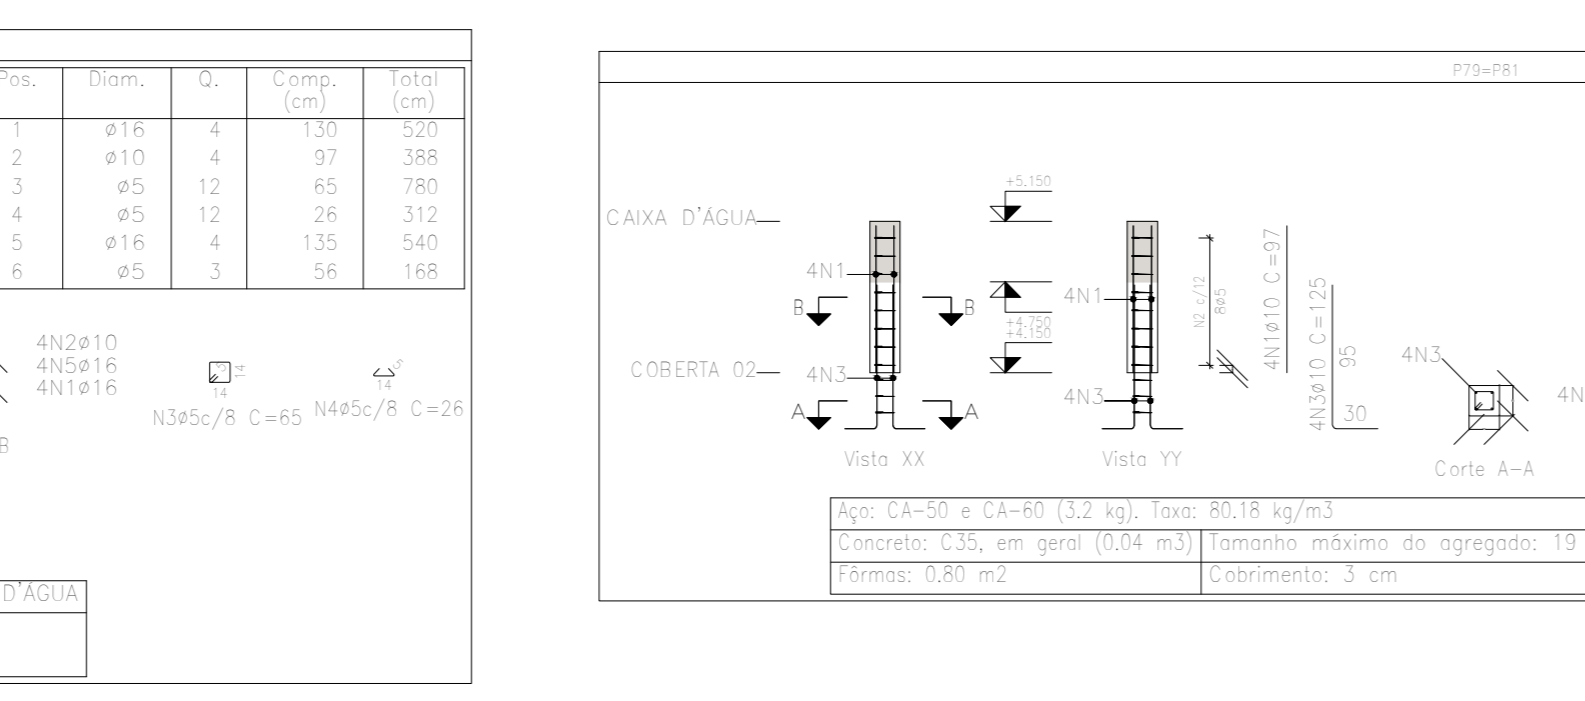 Pos. Diam. Q. Comp. (cm) Total (cm)
1 ø16 4 130 520
2 ø10 4 97 388
3 ø5 12 65 780
4 ø5 12 26 312
5 ø16 4 135 540
6 ø5 3 56 168
4N2ø10
4N5ø16
4N1ø16
B
5
14
14
N3ø5c/8 C=65
5
14
N4ø5c/8 C=26
D'ÁGUA
P79=P81
CAIXA D'ÁGUA
COBERTA 02
4N1
B B
4N3
A A
Vista XX
+5.150
+4.750
+4.150
4N1
4N3
Vista YY
N2 c/12
8ø5
4N1ø10 C=97
4N3ø10 C=125
95
30
4N3
4N
Corte A-A
Aço: CA-50 e CA-60 (3.2 kg). Taxa: 80.18 kg/m3
Concreto: C35, em geral (0.04 m3) Tamanho máximo do agregado: 19
Fôrmas: 0.80 m2 Cobrimento: 3 cm